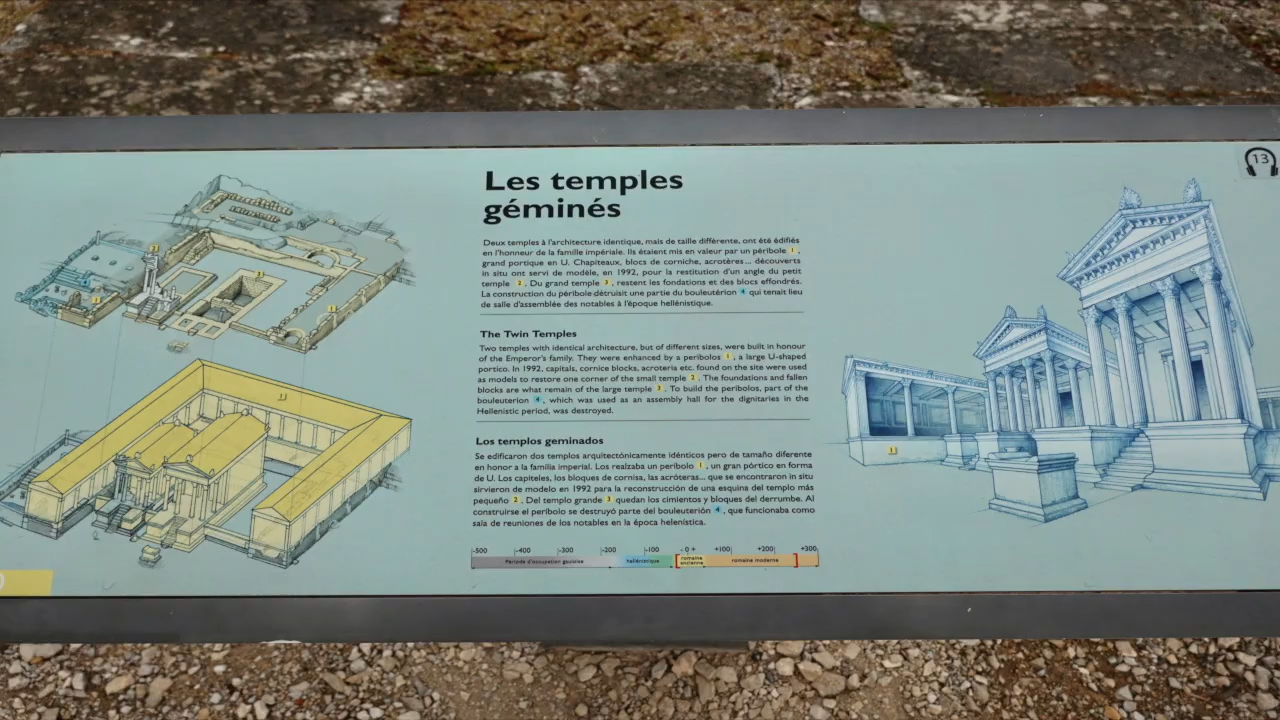 Les temples
géminés
Deux temples à l'architecture identique, mais de taille différente, ont été édifiés
en l'honneur de la famille impériale. Ils étaient mis en valeur par un péribole 1 ,
grand portique en U. Chapiteaux, blocs de corniche, acrotères... découverts
in situ ont servi de modèle, en 1992, pour la restitution d'un angle du petit
temple 2 . Du grand temple 3 , restent les fondations et des blocs effondrés.
La construction du péribole détruisit une partie du bouleutérion 4 qui tenait lieu
de salle d'assemblée des notables à l'époque hellénistique.
The Twin Temples
Two temples with identical architecture, but of different sizes, were built in honour
of the Emperor's family. They were enhanced by a peribolos 1 , a large U-shaped
portico. In 1992, capitals, cornice blocks, acroteria etc. found on the site were used
as models to restore one corner of the small temple 2 . The foundations and fallen
blocks are what remain of the large temple 3 . To build the peribolos, part of the
bouleuterion 4 , which was used as an assembly hall for the dignitaries in the
Hellenistic period, was destroyed.
Los templos geminados
Se edificaron dos templos arquitectónicamente idénticos pero de tamaño diferente
en honor a la familia imperial. Los realzaba un peribolo 1 , un gran pórtico en forma
de U. Los capiteles, los bloques de cornisa, las acróteras... que se encontraron in situ
sirvieron de modelo en 1992 para la reconstrucción de una esquina del templo más
pequeño 2 . Del templo grande 3 quedan los cimientos y bloques del derrumbe. Al
construirse el peribolo se destruyó parte del bouleuterión 4 , que funcionaba como
sala de reuniones de los notables en la época helenística.
-500 -400 -300 -200 -100 - 0 + +100 +200 +300
Période d'occupation gauloise hellénistique romaine ancienne romaine moderne
13
2
3
4
1
1
1
1